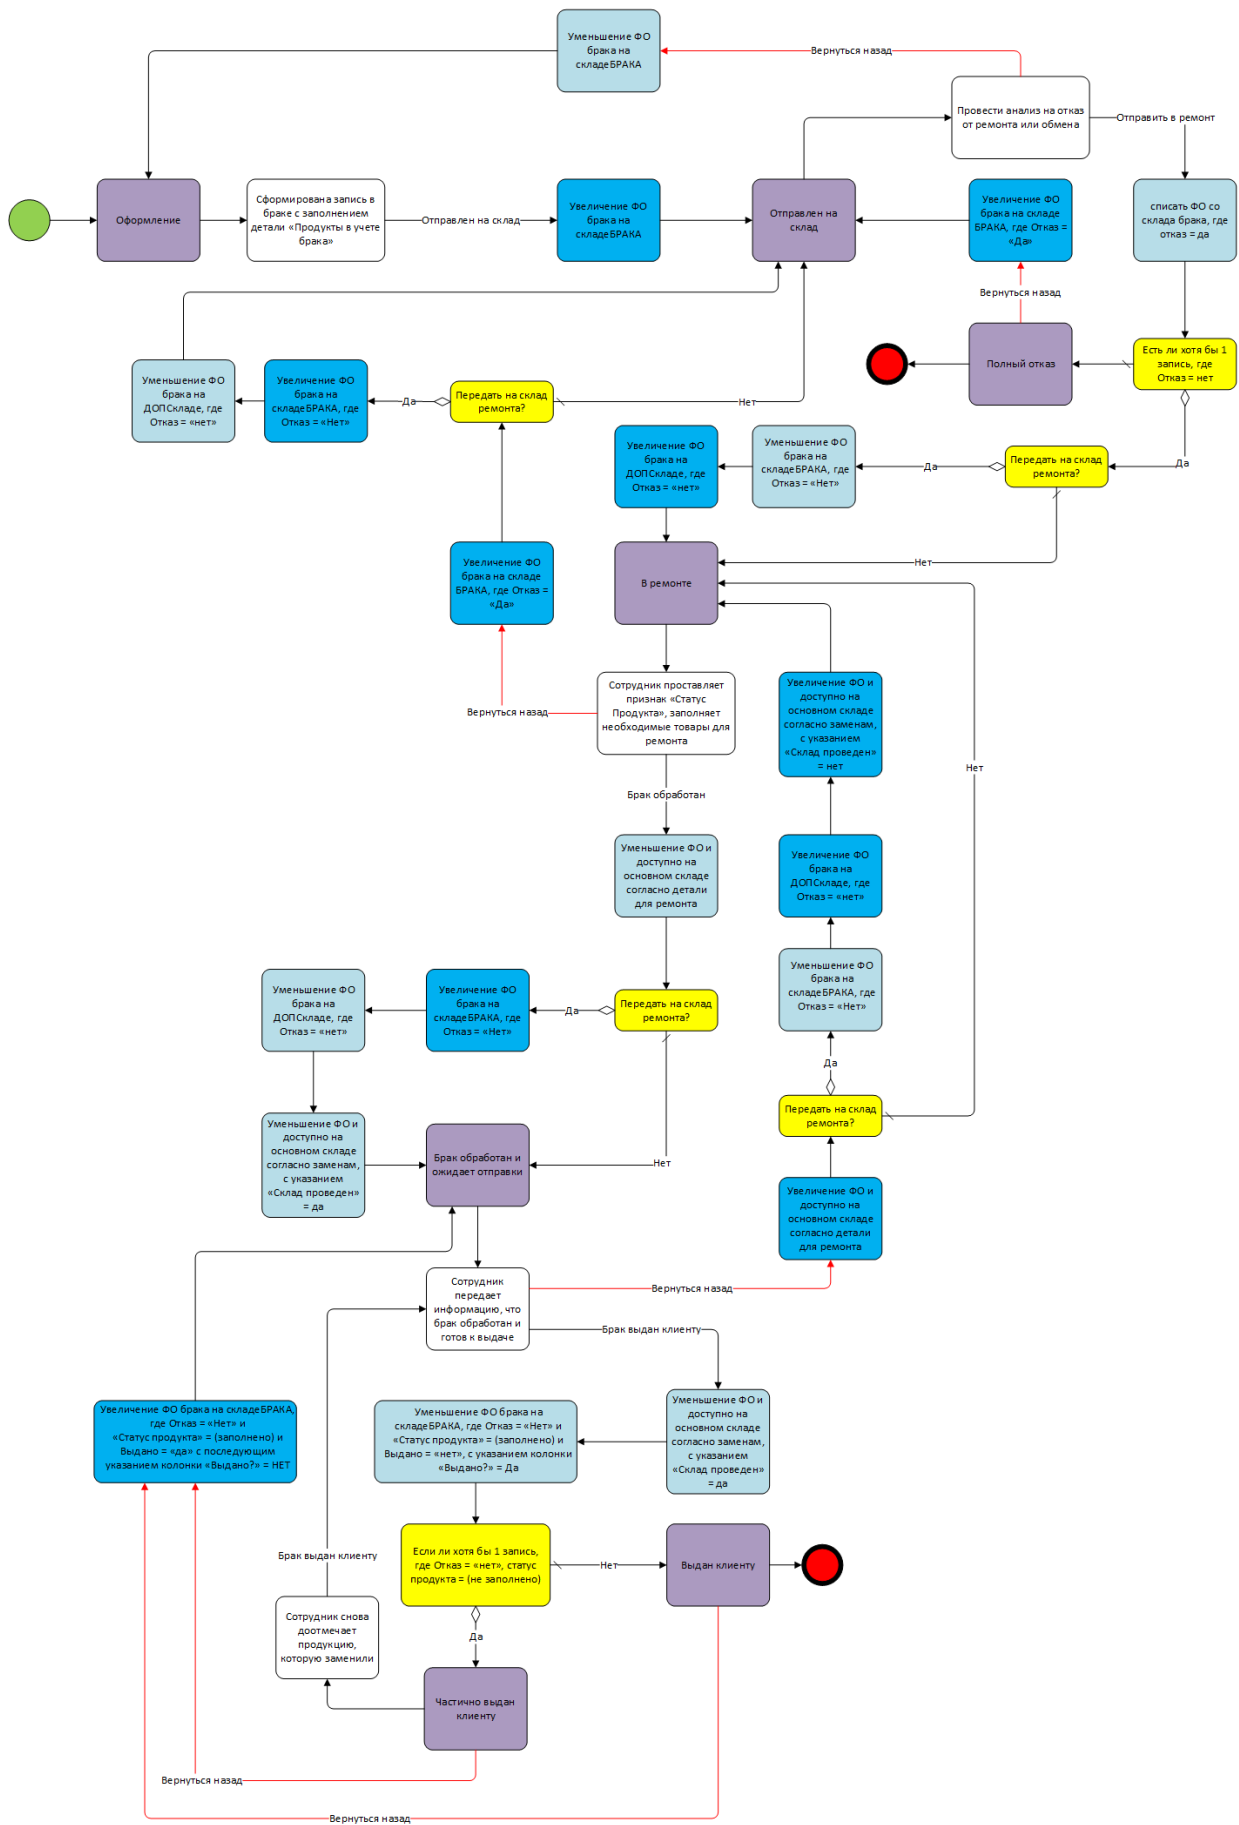 Уменьшение ФО
брака на
складеБРАКА
Вернуться назад
Провести анализ на отказ
от ремонта или обмена
Отправить в ремонт
Оформление
Сформирована запись в
браке с заполнением
детали «Продукты в учете
брака»
Отправлен на склад
Увеличение ФО
брака на
складеБРАКА
Отправлен на
склад
Увеличение ФО
брака на складе
БРАКА, где Отказ =
«Да»
списать ФО со
склада брака, где
отказ = да
Вернуться назад
Полный отказ
Есть ли хотя бы 1
запись, где
Отказ = нет
Уменьшение ФО
брака на
ДОПСкладе, где
Отказ = «нет»
Увеличение ФО
брака на
складеБРАКА, где
Отказ = «Нет»
Да
Передать на склад
ремонта?
Нет
Увеличение ФО
брака на
ДОПСкладе, где
Отказ = «нет»
Уменьшение ФО
брака на
складеБРАКА, где
Отказ = «Нет»
Да
Передать на склад
ремонта?
Да
Увеличение ФО
брака на складе
БРАКА, где Отказ =
«Да»
В ремонте
Нет
Вернуться назад
Сотрудник проставляет
признак «Статус
Продукта», заполняет
необходимые товары для
ремонта
Увеличение ФО и
доступно на
основном складе
согласно заменам,
с указанием
«Склад проведен»
= нет
Нет
Брак обработан
Уменьшение ФО и
доступно на
основном складе
согласно детали
для ремонта
Увеличение ФО
брака на
ДОПСкладе, где
Отказ = «нет»
Уменьшение ФО
брака на
ДОПСкладе, где
Отказ = «нет»
Увеличение ФО
брака на
складеБРАКА, где
Отказ = «Нет»
Да
Передать на склад
ремонта?
Уменьшение ФО
брака на
складеБРАКА, где
Отказ = «Нет»
Да
Передать на склад
ремонта?
Уменьшение ФО и
доступно на
основном складе
согласно заменам,
с указанием
«Склад проведен»
= да
Брак обработан и
ожидает отправки
Нет
Увеличение ФО и
доступно на
основном складе
согласно детали
для ремонта
Сотрудник
передает
информацию, что
брак обработан и
готов к выдаче
Вернуться назад
Брак выдан клиенту
Увеличение ФО брака на складеБРАКА,
где Отказ = «Нет» и
«Статус продукта» = (заполнено) и
Выдано = «да» с последующим
указанием колонки «Выдано?» = НЕТ
Уменьшение ФО брака на
складеБРАКА, где Отказ = «Нет» и
«Статус продукта» = (заполнено) и
Выдано = «нет», с указанием колонки
«Выдано?» = Да
Уменьшение ФО и
доступно на
основном складе
согласно заменам,
с указанием
«Склад проведен»
= да
Брак выдан клиенту
Если ли хотя бы 1 запись,
где Отказ = «нет», статус
продукта = (не заполнено)
Нет
Выдан клиенту
Сотрудник снова
доотмечает
продукцию,
которую заменили
Да
Частично выдан
клиенту
Вернуться назад
Вернуться назад